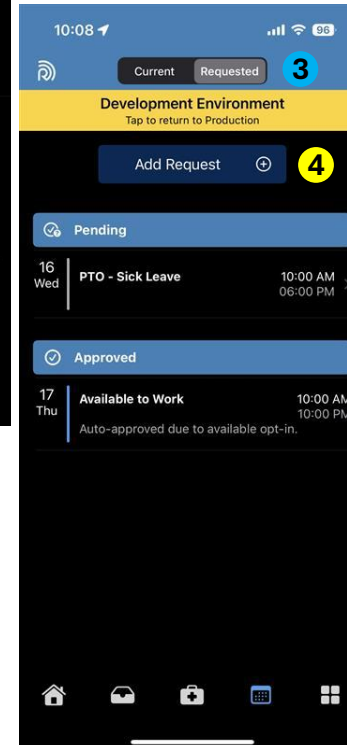 10:08 96
Current Requested 3
Development Environment
Tap to return to Production
Add Request 4
Pending
16 PTO - Sick Leave 10:00 AM
Wed 06:00 PM
Approved
17 Available to Work 10:00 AM
Thu 10:00 PM
Auto-approved due to available opt-in.